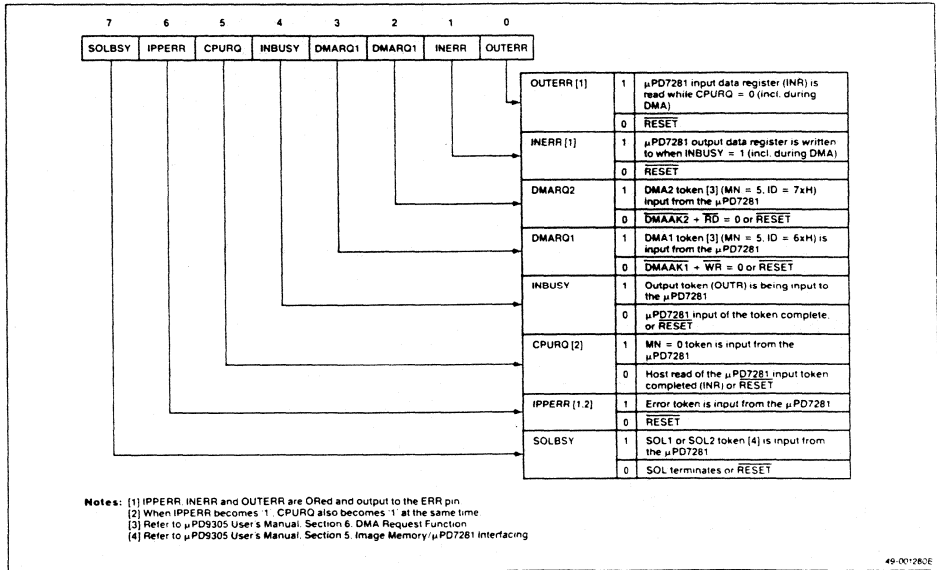 7 6 5 4 3 2 1 0
SOLBSY IPPERR CPURQ INBUSY DMARQ1 DMARQ1 INERR OUTERR
OUTERR [1] 1 μPD7281 input data register (INR) is
read while CPURQ = 0 (incl. during
DMA)
0 RESET
INERR [1] 1 μPD7281 output data register is written
to when INBUSY = 1 (incl. during DMA)
0 RESET
DMARQ2 1 DMA2 token [3] (MN = 5, ID = 7xH)
input from the μPD7281
0 DMAAK2 + RD = 0 or RESET
DMARQ1 1 DMA1 token [3] (MN = 5, ID = 6xH) is
input from the μPD7281
0 DMAAK1 + WR = 0 or RESET
INBUSY 1 Output token (OUTR) is being input to
the μPD7281
0 μPD7281 input of the token complete,
or RESET
CPURQ [2] 1 MN = 0 token is input from the
μPD7281
0 Host read of the μPD7281 input token
completed (INR) or RESET
IPPERR [1,2] 1 Error token is input from the μPD7281
0 RESET
SOLBSY 1 SOL1 or SOL2 token [4] is input from
the μPD7281
0 SOL terminates or RESET
Notes: [1] IPPERR, INERR and OUTERR are ORed and output to the ERR pin
[2] When IPPERR becomes '1', CPURQ also becomes '1' at the same time.
[3] Refer to μPD9305 User's Manual, Section 6, DMA Request Function
[4] Refer to μPD9305 User's Manual, Section 5, Image Memory/μPD7281 Interfacing
49-001280E